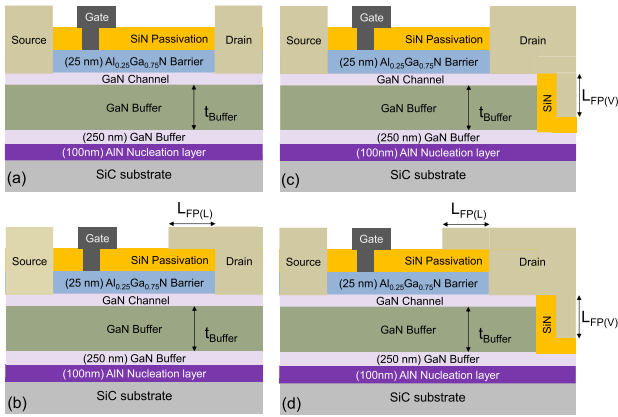 Gate
Source
SiN Passivation
Drain
(25 nm) Al0.25Ga0.75N Barrier
GaN Channel
GaN Buffer
tBuffer
(250 nm) GaN Buffer
(100nm) AlN Nucleation layer
SiC substrate
(a)
Gate
Source
SiN Passivation
Drain
(25 nm) Al0.25Ga0.75N Barrier
GaN Channel
GaN Buffer
tBuffer
SiN
LFP(V)
(250 nm) GaN Buffer
(100nm) AlN Nucleation layer
SiC substrate
(c)
LFP(L)
Gate
Source
SiN Passivation
Drain
(25 nm) Al0.25Ga0.75N Barrier
GaN Channel
GaN Buffer
tBuffer
(250 nm) GaN Buffer
(100nm) AlN Nucleation layer
SiC substrate
(b)
LFP(L)
Gate
Source
SiN Passivation
Drain
(25 nm) Al0.25Ga0.75N Barrier
GaN Channel
GaN Buffer
tBuffer
SiN
LFP(V)
(250 nm) GaN Buffer
(100nm) AlN Nucleation layer
SiC substrate
(d)